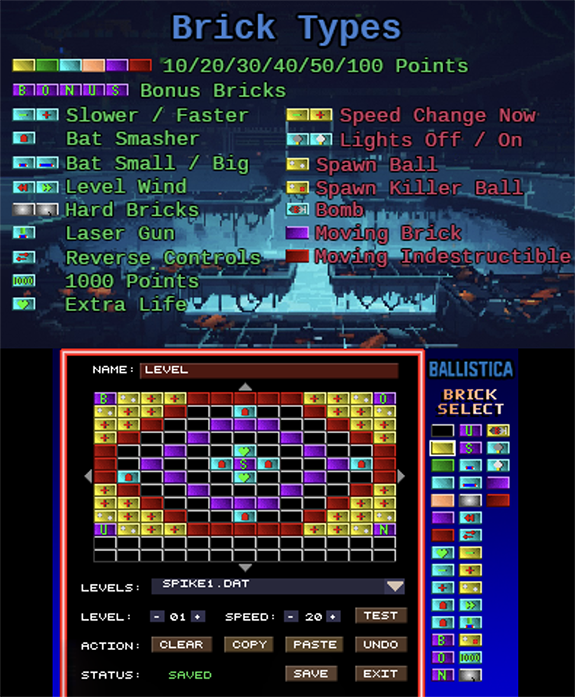 Brick Types
10/20/30/40/50/100 Points
B O N U S Bonus Bricks
Slower / Faster
Speed Change Now
Bat Smasher
Lights Off / On
Bat Small / Big
Spawn Ball
Level Wind
Spawn Killer Ball
Hard Bricks
Bomb
Laser Gun
Moving Brick
Reverse Controls
Moving Indestructible
1000 1000 Points
Extra Life
NAME: LEVEL
BALLISTICA
BRICK
SELECT
B O
S
U N
U
S
B
O 1000
N
LEVELS: SPIKE1.DAT
LEVEL: - 01 + SPEED: - 20 + TEST
ACTION: CLEAR COPY PASTE UNDO
STATUS: SAVED SAVE EXIT